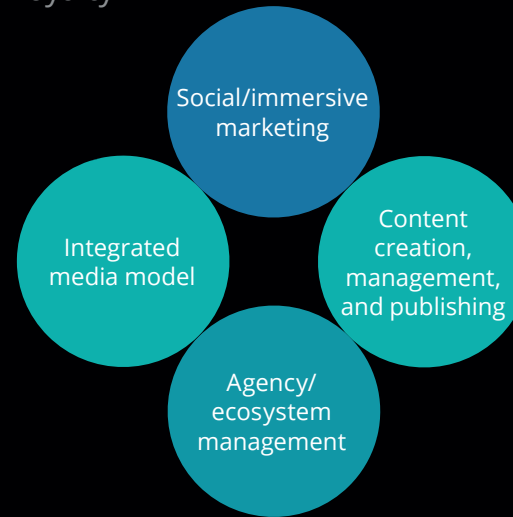 Social/immersive
marketing
Integrated
media model
Content
creation,
management,
and publishing
Agency/
ecosystem
management